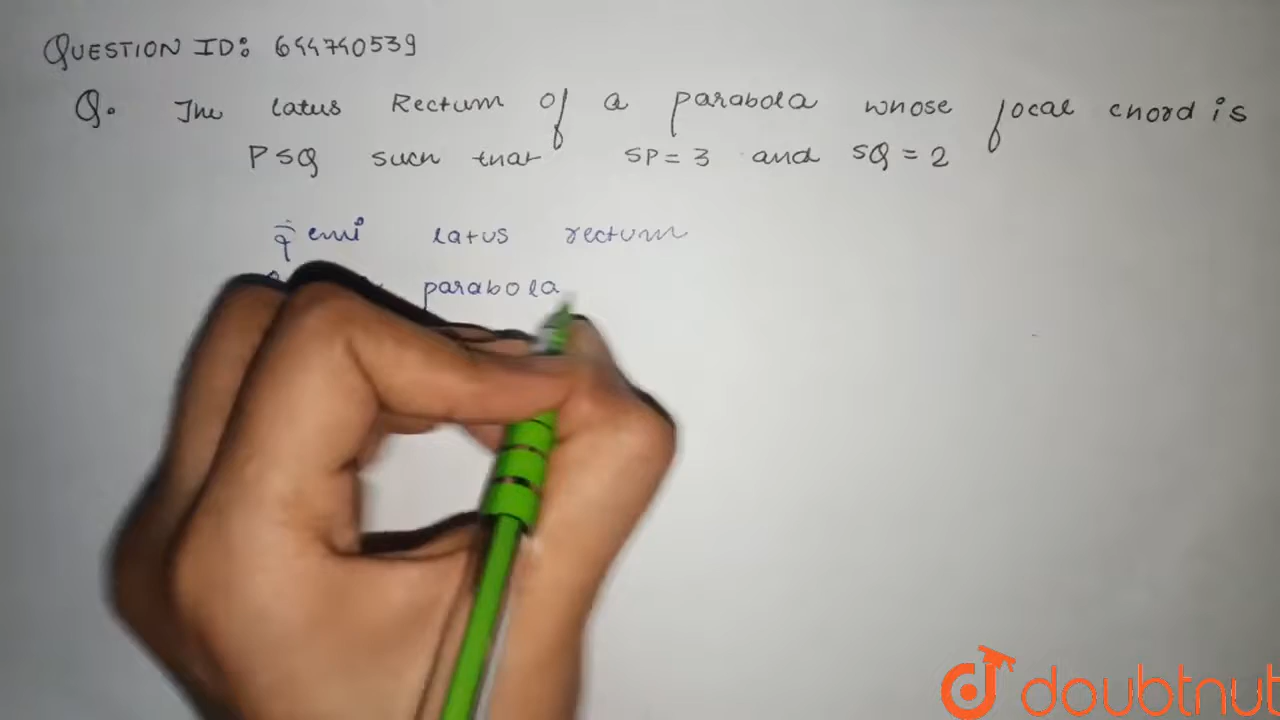 QUESTION ID: 644740539
Q. The latus Rectum of a parabola whose focal chord is
PSQ such that SP = 3 and SQ = 2
semi latus rectum
parabola
doubtnut